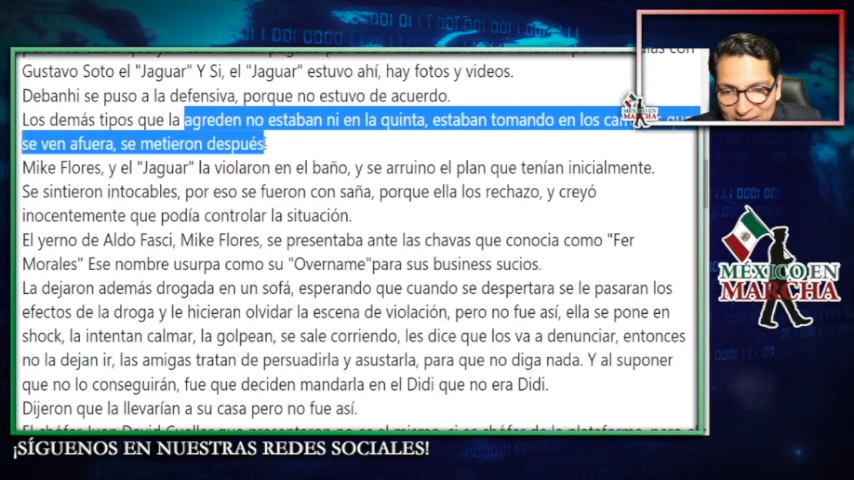 Gustavo Soto el "Jaguar" Y Si, el "Jaguar" estuvo ahí, hay fotos y videos.
Debanhi se puso a la defensiva, porque no estuvo de acuerdo.
Los demás tipos que la agreden no estaban ni en la quinta, estaban tomando en los
se ven afuera, se metieron después
Mike Flores, y el "Jaguar" la violaron en el baño, y se arruino el plan que tenían inicialmente.
Se sintieron intocables, por eso se fueron con saña, porque ella los rechazo, y creyó
inocentemente que podía controlar la situación.
El yerno de Aldo Fasci, Mike Flores, se presentaba ante las chavas que conocia como "Fer
Morales" Ese nombre usurpa como su "Overname"para sus business sucios.
La dejaron además drogada en un sofá, esperando que cuando se despertara se le pasaran los
efectos de la droga y le hicieran olvidar la escena de violación, pero no fue así, ella se pone en
shock, la intentan calmar, la golpean, se sale corriendo, les dice que los va a denunciar, entonces
no la dejan ir, las amigas tratan de persuadirla y asustarla, para que no diga nada. Y al suponer
que no lo conseguirán, fue que deciden mandarla en el Didi que no era Didi.
Dijeron que la llevarían a su casa pero no fue así.
MÉXICO EN
MARCHA
MÉXICO EN
MARCHA
¡SÍGUENOS EN NUESTRAS REDES SOCIALES!